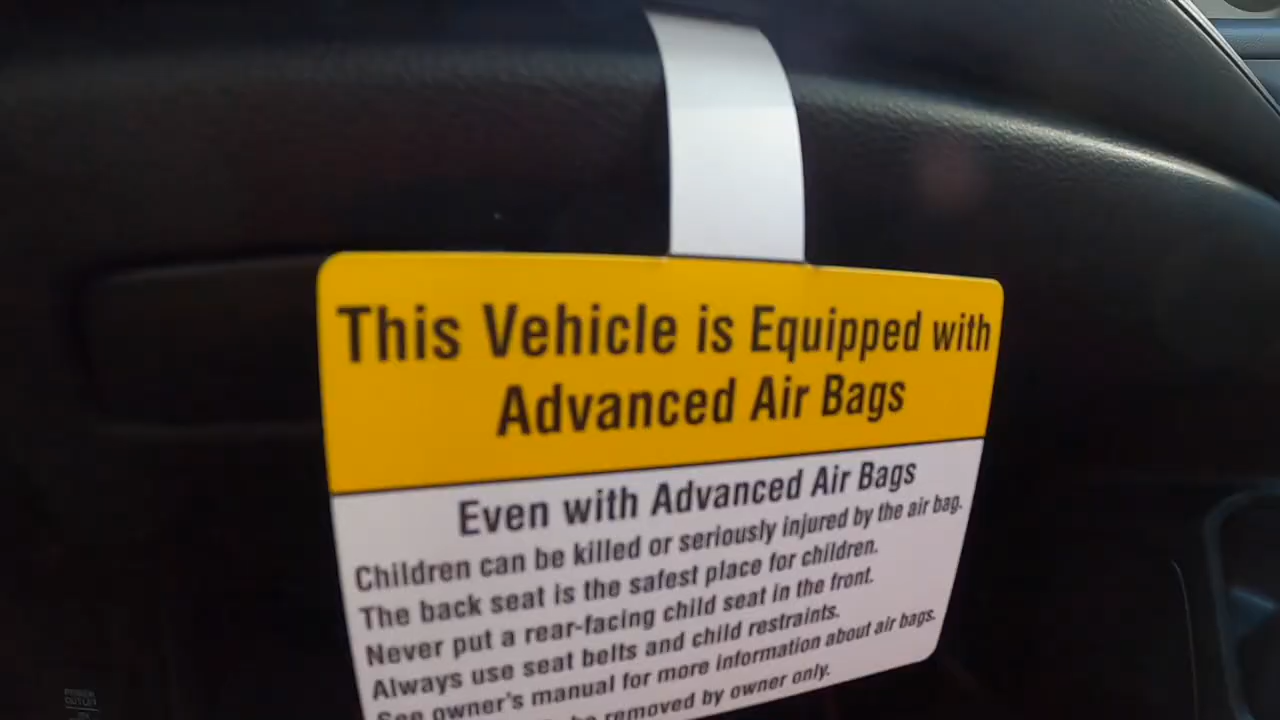 This Vehicle is Equipped with
Advanced Air Bags
Even with Advanced Air Bags
Children can be killed or seriously injured by the air bag.
The back seat is the safest place for children.
Never put a rear-facing child seat in the front.
Always use seat belts and child restraints.
See owner's manual for more information about air bags.
be removed by owner only.
POWER
OUTLET